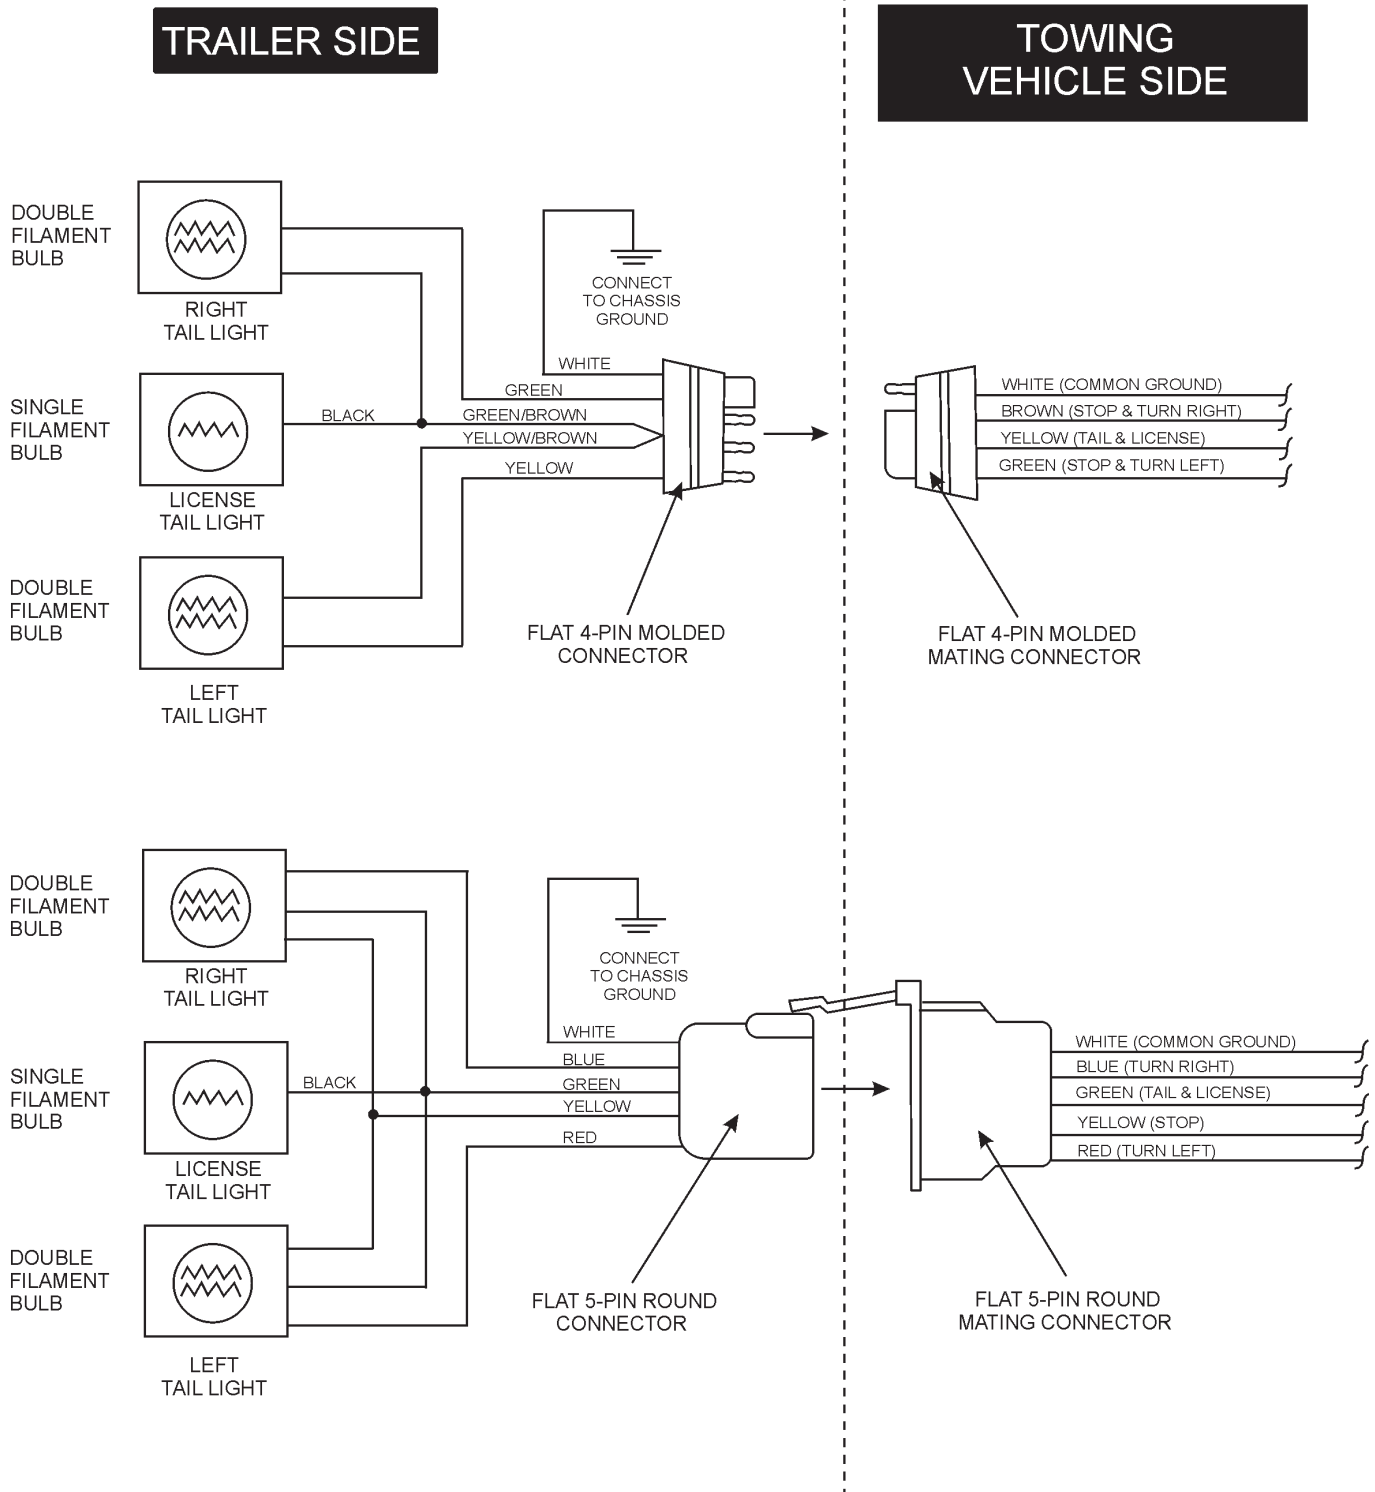 TRAILER SIDE
TOWING
VEHICLE SIDE
DOUBLE
FILAMENT
BULB
RIGHT
TAIL LIGHT
CONNECT
TO CHASSIS
GROUND
SINGLE
FILAMENT
BULB
LICENSE
TAIL LIGHT
BLACK
WHITE
GREEN
GREEN/BROWN
YELLOW/BROWN
YELLOW
WHITE (COMMON GROUND)
BROWN (STOP & TURN RIGHT)
YELLOW (TAIL & LICENSE)
GREEN (STOP & TURN LEFT)
DOUBLE
FILAMENT
BULB
LEFT
TAIL LIGHT
FLAT 4-PIN MOLDED
CONNECTOR
FLAT 4-PIN MOLDED
MATING CONNECTOR
DOUBLE
FILAMENT
BULB
RIGHT
TAIL LIGHT
CONNECT
TO CHASSIS
GROUND
SINGLE
FILAMENT
BULB
LICENSE
TAIL LIGHT
BLACK
WHITE
BLUE
GREEN
YELLOW
RED
WHITE (COMMON GROUND)
BLUE (TURN RIGHT)
GREEN (TAIL & LICENSE)
YELLOW (STOP)
RED (TURN LEFT)
DOUBLE
FILAMENT
BULB
LEFT
TAIL LIGHT
FLAT 5-PIN ROUND
CONNECTOR
FLAT 5-PIN ROUND
MATING CONNECTOR